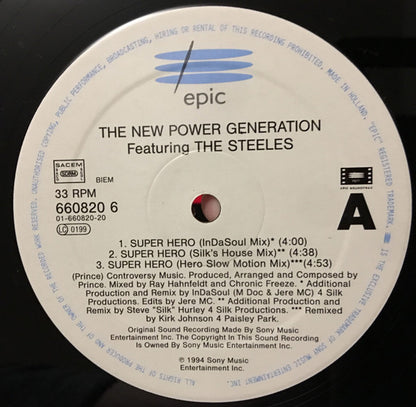 UNAUTHORISED COPYING, PUBLIC PERFORMANCE, BROADCASTING, HIRING OR RENTAL OF THIS RECORDING PROHIBITED. MADE IN HOLLAND. "EPIC" REGISTERED TRADEMARK
IS THE EXCLUSIVE TRADEMARK OF SONY MUSIC ENTERTAINMENT INC.
ALL RIGHTS OF THE PRODUCER AND OF THE OWNER OF THE WORK REPRODUCED RESERVED.
epic
THE NEW POWER GENERATION
Featuring THE STEELES
SACEM
SDRM
BIEM
33 RPM
660820 6
01-660820-20
LC 0199
EPIC SOUNDTRAX
A
1. SUPER HERO (InDaSoul Mix)* (4:00)
2. SUPER HERO (Silk's House Mix)** (4:38)
3. SUPER HERO (Hero Slow Motion Mix)***(4:53)
(Prince) Controversy Music. Produced, Arranged and Composed by
Prince. Mixed by Ray Hahnfeldt and Chronic Freeze. * Additional
Production and Remix by InDaSoul (M Doc & Jere MC) 4 Silk
Productions. Edits by Jere MC. ** Additional Production and
Remix by Steve "Silk" Hurley 4 Silk Productions. *** Remixed
by Kirk Johnson 4 Paisley Park.
Original Sound Recording Made By Sony Music
Entertainment Inc. The Copyright In This Sound Recording
Is Owned By Sony Music Entertainment Inc.
℗ 1994 Sony Music
Entertainment Inc.